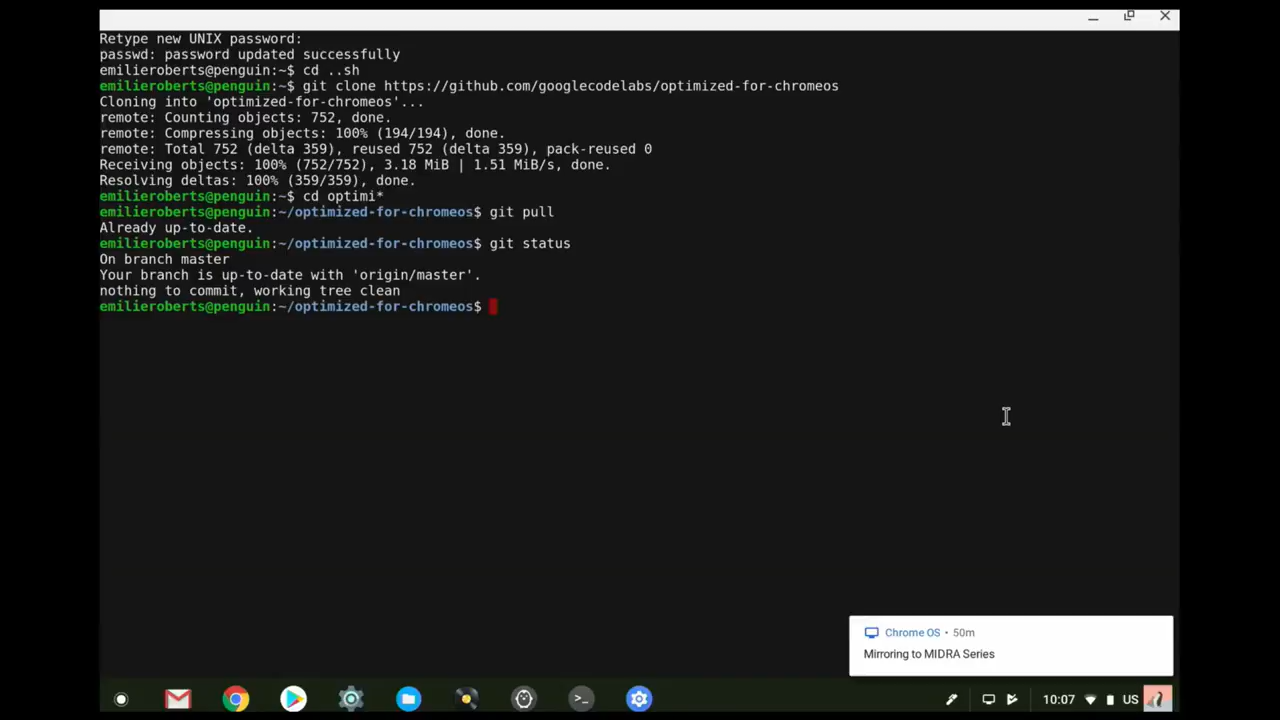 Retype new UNIX password:
passwd: password updated successfully
emilieroberts@penguin:~$ cd ..sh
emilieroberts@penguin:~$ git clone https://github.com/googlecodelabs/optimized-for-chromeos
Cloning into 'optimized-for-chromeos'...
remote: Counting objects: 752, done.
remote: Compressing objects: 100% (194/194), done.
remote: Total 752 (delta 359), reused 752 (delta 359), pack-reused 0
Receiving objects: 100% (752/752), 3.18 MiB | 1.51 MiB/s, done.
Resolving deltas: 100% (359/359), done.
emilieroberts@penguin:~$ cd optimi*
emilieroberts@penguin:~/optimized-for-chromeos$ git pull
Already up-to-date.
emilieroberts@penguin:~/optimized-for-chromeos$ git status
On branch master
Your branch is up-to-date with 'origin/master'.
nothing to commit, working tree clean
emilieroberts@penguin:~/optimized-for-chromeos$
Chrome OS • 50m
Mirroring to MIDRA Series
>_
10:07
US